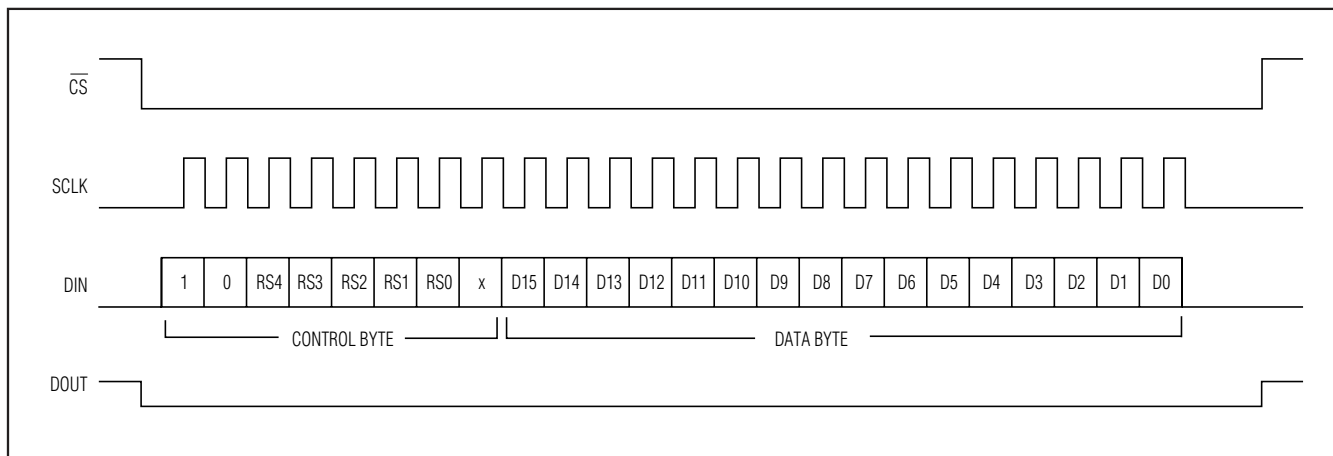 CS
SCLK
DIN 1 0 RS4 RS3 RS2 RS1 RS0 x D15 D14 D13 D12 D11 D10 D9 D8 D7 D6 D5 D4 D3 D2 D1 D0
CONTROL BYTE DATA BYTE
DOUT